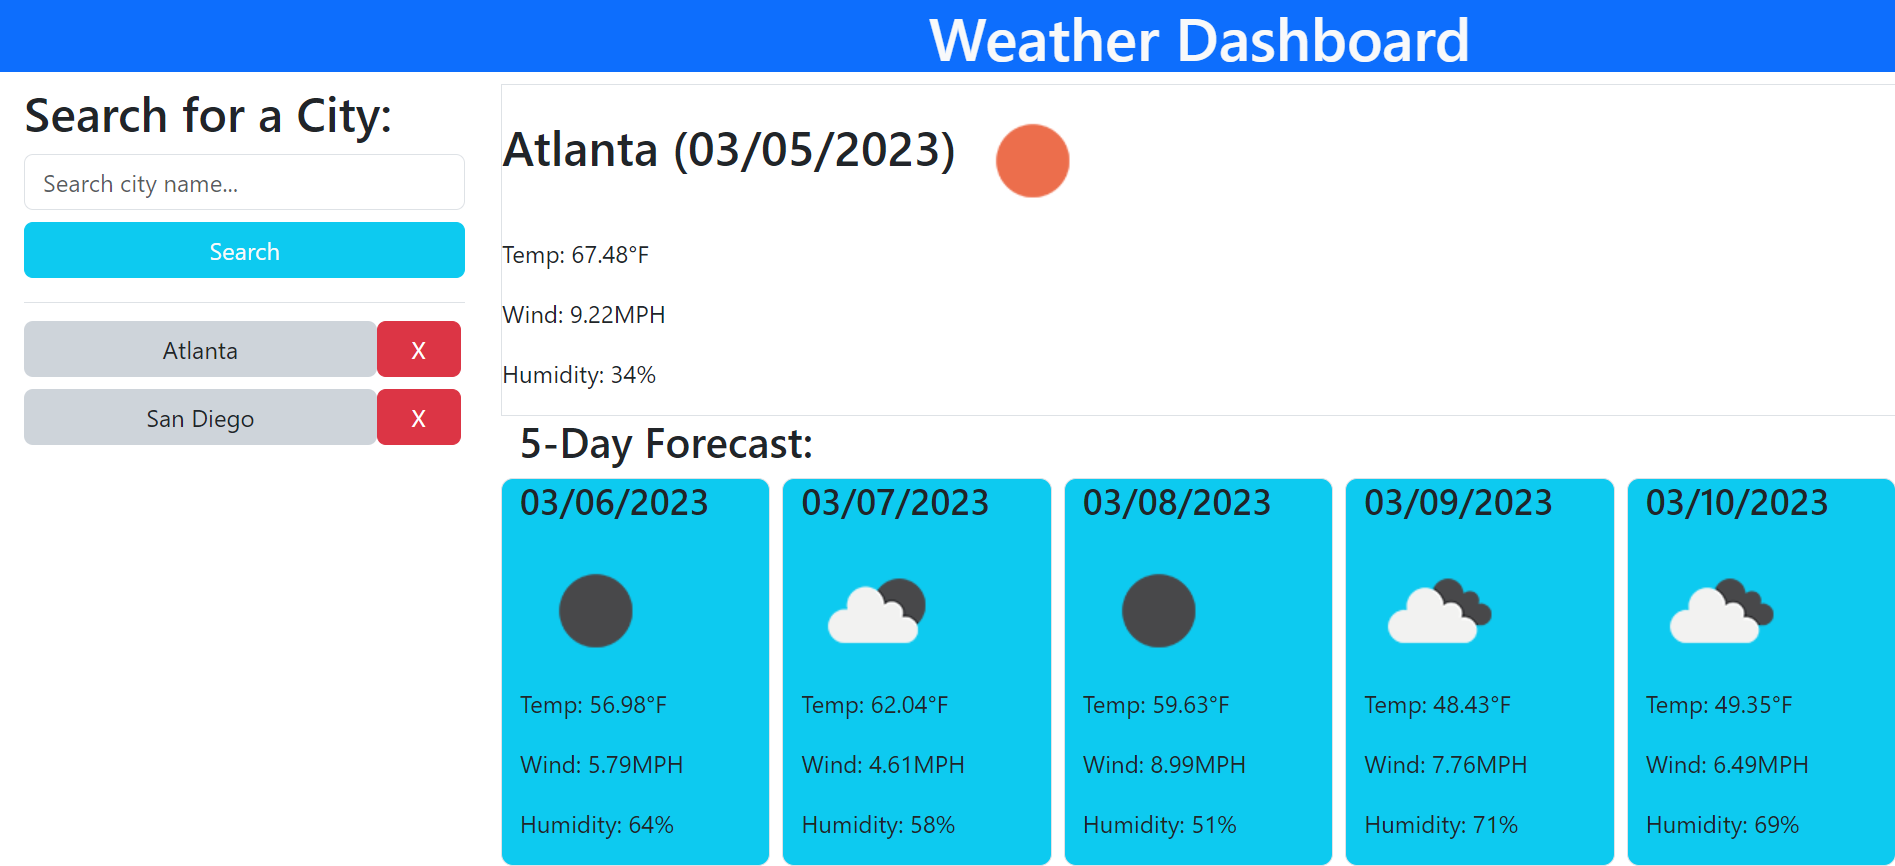 Weather Dashboard
Search for a City:
Search city name...
Search
Atlanta X
San Diego X
Atlanta (03/05/2023)
Temp: 67.48°F
Wind: 9.22MPH
Humidity: 34%
5-Day Forecast:
03/06/2023
Temp: 56.98°F
Wind: 5.79MPH
Humidity: 64%
03/07/2023
Temp: 62.04°F
Wind: 4.61MPH
Humidity: 58%
03/08/2023
Temp: 59.63°F
Wind: 8.99MPH
Humidity: 51%
03/09/2023
Temp: 48.43°F
Wind: 7.76MPH
Humidity: 71%
03/10/2023
Temp: 49.35°F
Wind: 6.49MPH
Humidity: 69%